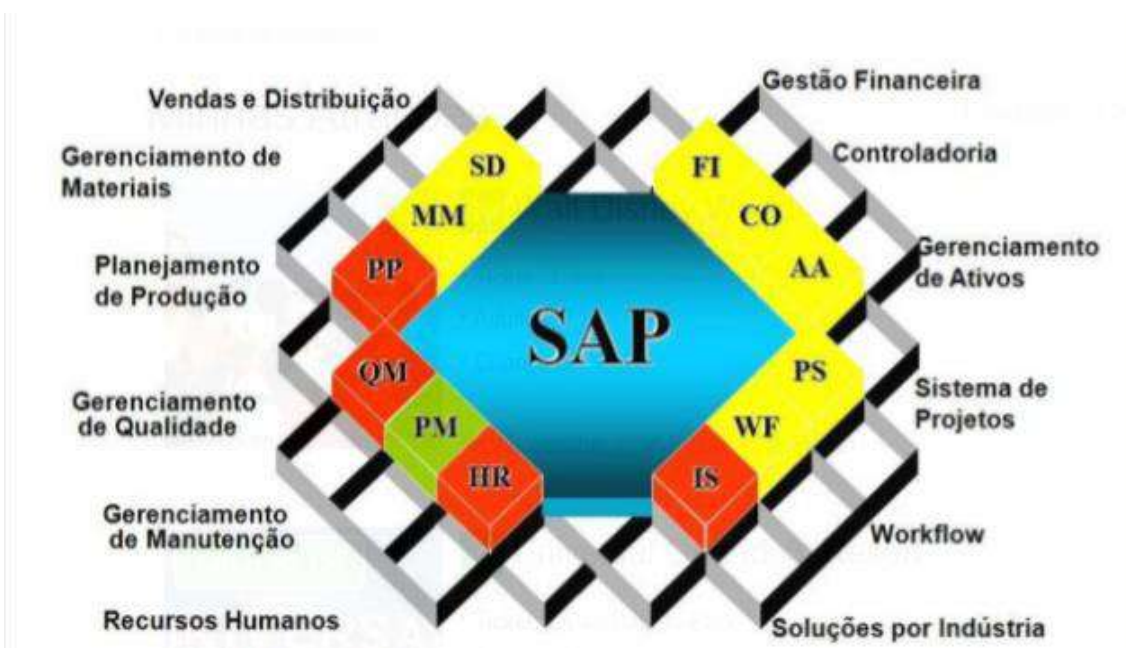 Vendas e Distribuição
Gerenciamento de
Materiais
Planejamento
de Produção
Gerenciamento
de Qualidade
Gerenciamento
de Manutenção
Recursos Humanos
SD
MM
PP
QM
PM
HR
SAP
FI
CO
AA
PS
WF
IS
Gestão Financeira
Controladoria
Gerenciamento
de Ativos
Sistema de
Projetos
Workflow
Soluções por Indústria